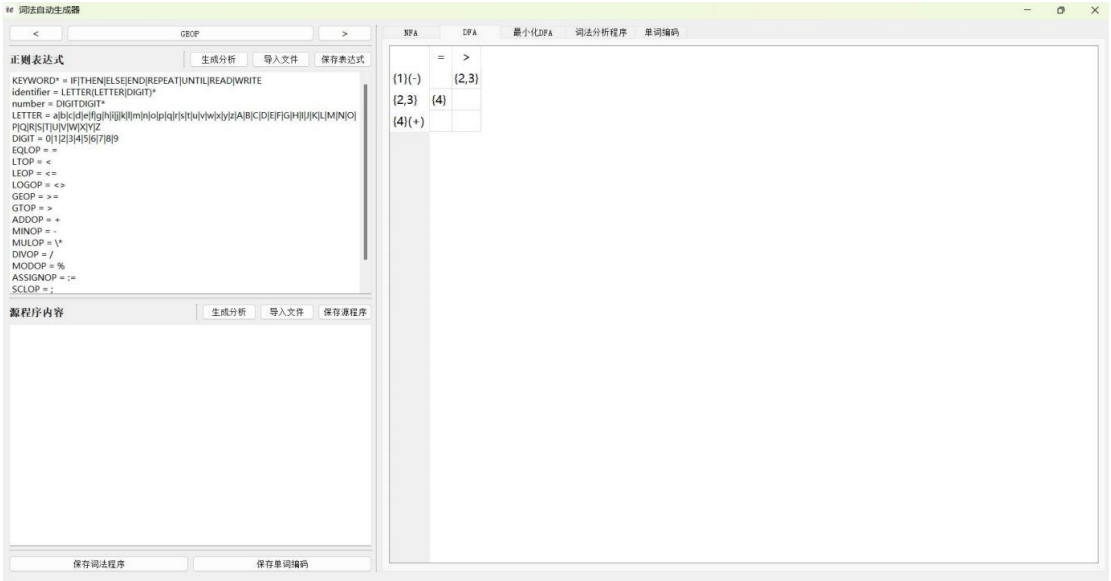 词法自动生成器
< GEOP >
正则表达式 生成分析 导入文件 保存表达式
KEYWORD* = IF|THEN|ELSE|END|REPEAT|UNTIL|READ|WRITE
identifier = LETTER(LETTER|DIGIT)*
number = DIGITDIGIT*
LETTER = a|b|c|d|e|f|g|h|i|j|k|l|m|n|o|p|q|r|s|t|u|v|w|x|y|z|A|B|C|D|E|F|G|H|I|J|K|L|M|N|O|
P|Q|R|S|T|U|V|W|X|Y|Z
DIGIT = 0|1|2|3|4|5|6|7|8|9
EQLOP = =
LTOP = <
LEOP = <=
LOGOP = <>
GEOP = >=
GTOP = >
ADDOP = +
MINOP = -
MULOP = \*
DIVOP = /
MODOP = %
ASSIGNOP = :=
SCLOP = ;
源程序内容 生成分析 导入文件 保存源程序
保存词法程序 保存单词编码
NFA DFA 最小化DFA 词法分析程序 单词编码
= >
{1}(-) {2,3}
{2,3} {4}
{4}(+)